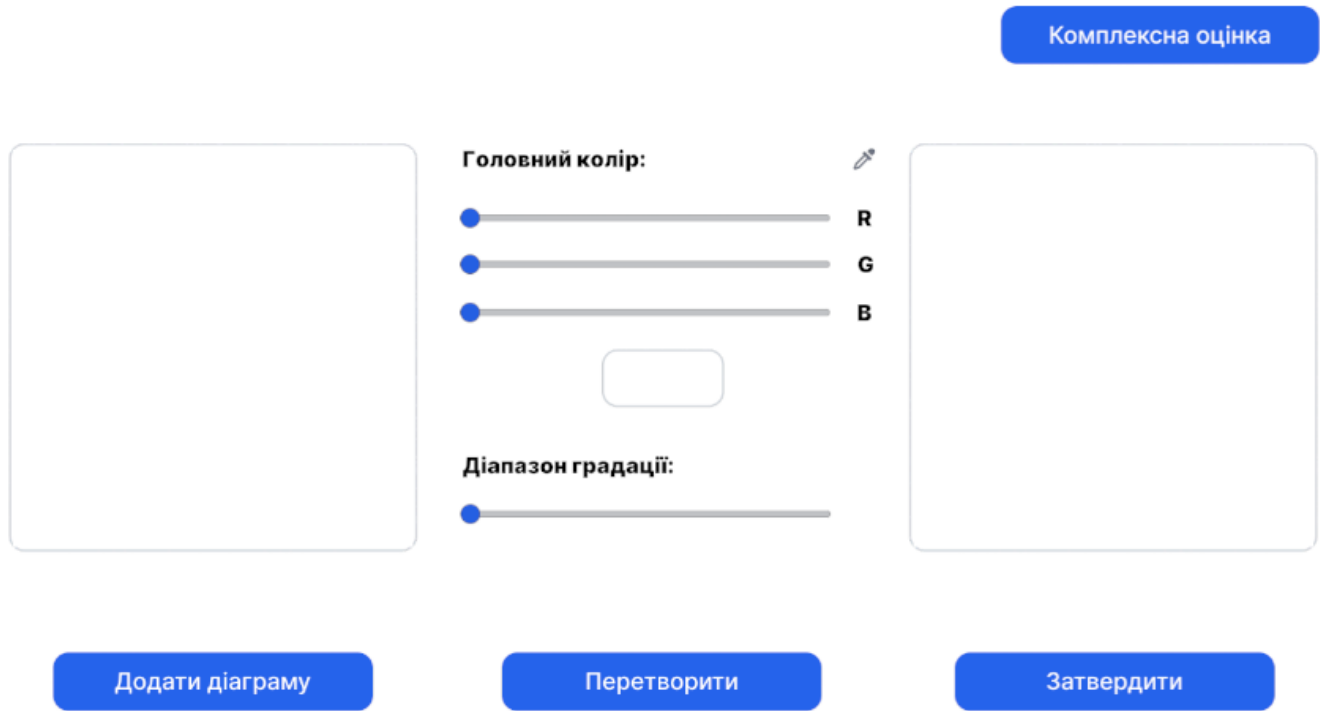 Комплексна оцінка
Головний колір:
R
G
B
Діапазон градації:
Додати діаграму
Перетворити
Затвердити